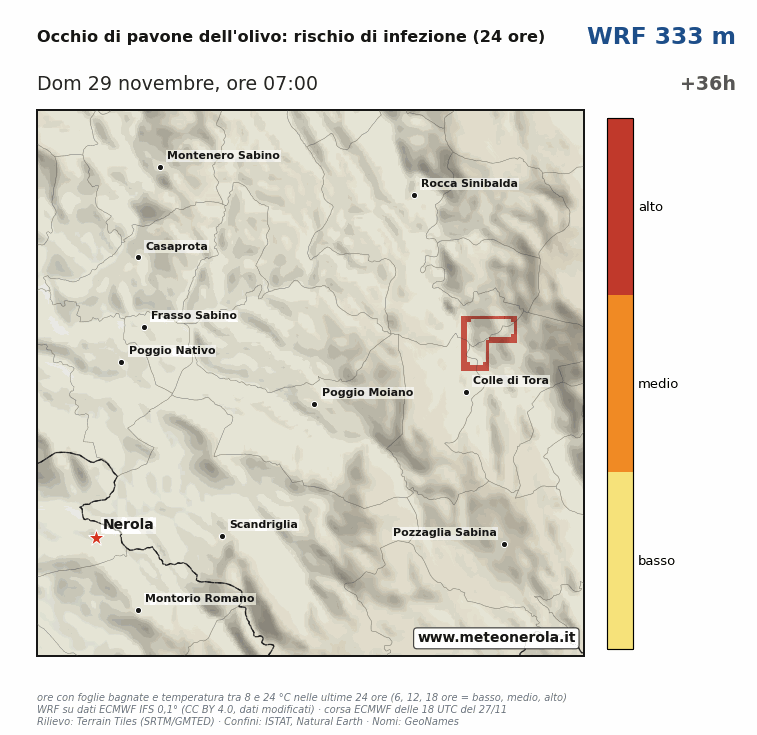 Occhio di pavone dell'olivo: rischio di infezione (24 ore)
WRF 333 m
Dom 29 novembre, ore 07:00
+36h
Montenero Sabino
Rocca Sinibalda
alto
Casaprota
Frasso Sabino
Poggio Nativo
Colle di Tora
medio
Poggio Moiano
Nerola
Scandriglia
Pozzaglia Sabina
basso
Montorio Romano
www.meteonerola.it
ore con foglie bagnate e temperatura tra 8 e 24 °C nelle ultime 24 ore (6, 12, 18 ore = basso, medio, alto)
WRF su dati ECMWF IFS 0,1° (CC BY 4.0, dati modificati) · corsa ECMWF delle 18 UTC del 27/11
Rilievo: Terrain Tiles (SRTM/GMTED) · Confini: ISTAT, Natural Earth · Nomi: GeoNames